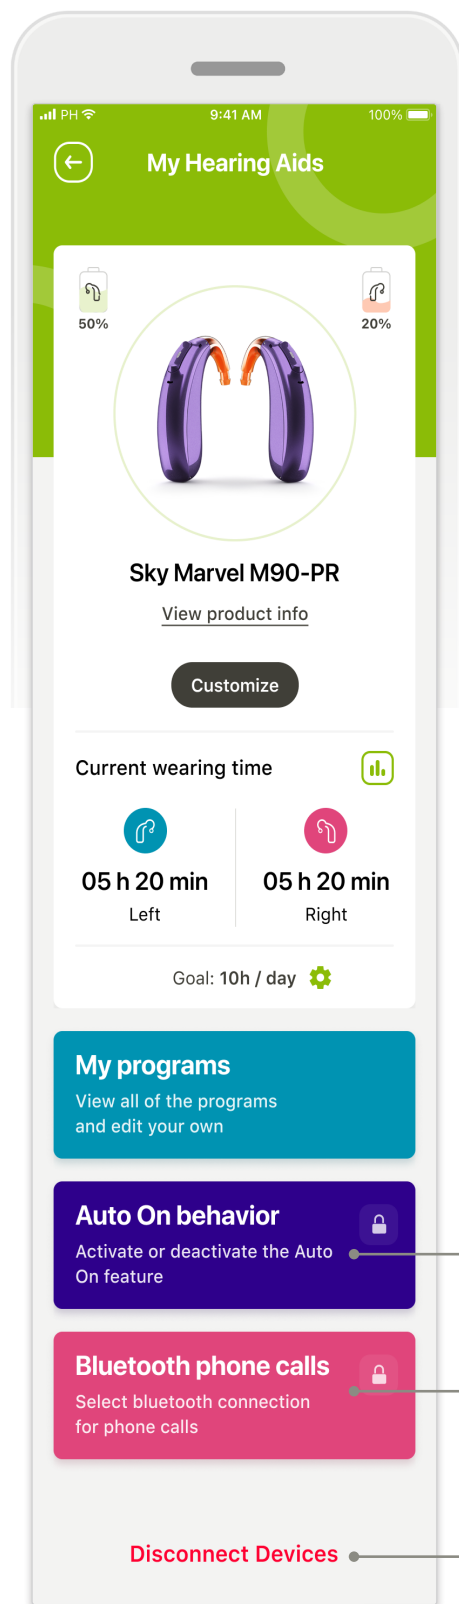 PH 9:41 AM 100%
My Hearing Aids
50% 20%
Sky Marvel M90-PR
View product info
Customize
Current wearing time
05 h 20 min 05 h 20 min
Left Right
Goal: 10h / day
My programs
View all of the programs
and edit your own
Auto On behavior
Activate or deactivate the Auto
On feature
Bluetooth phone calls
Select bluetooth connection
for phone calls
Disconnect Devices